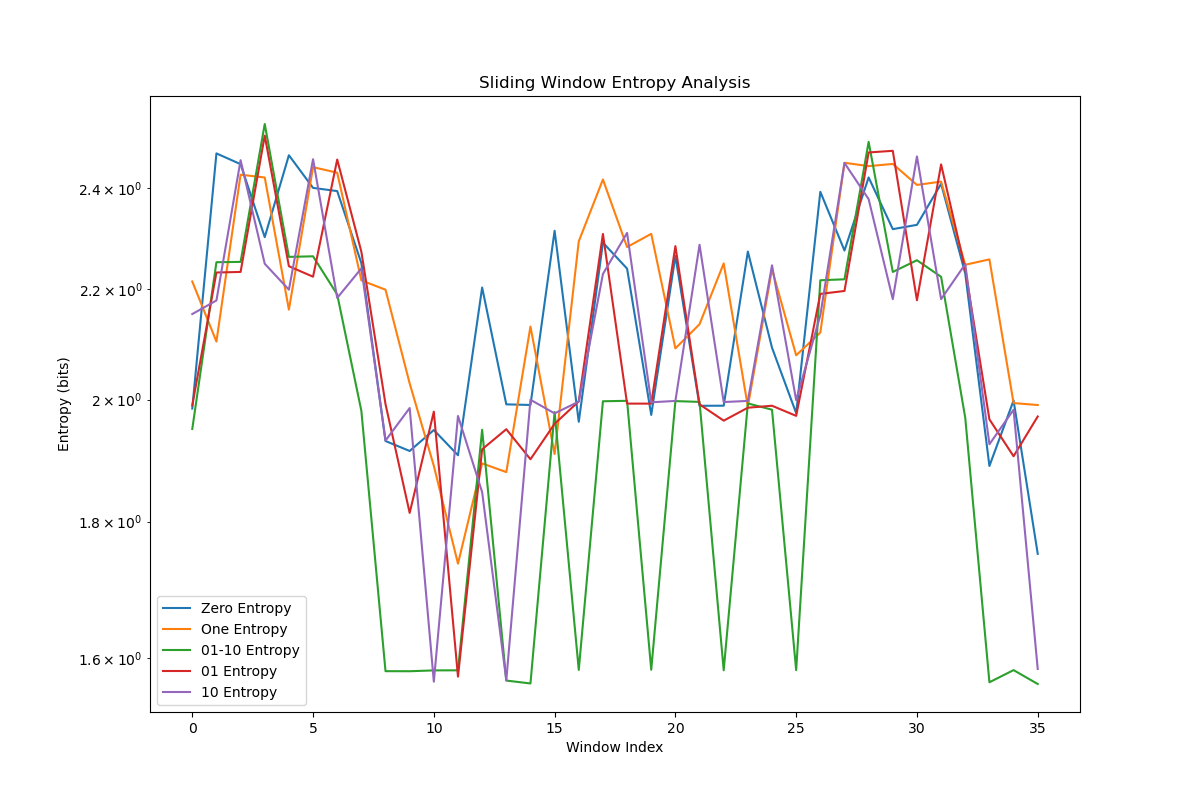 Sliding Window Entropy Analysis
Entropy (bits)
2.4 × 10⁰
2.2 × 10⁰
2 × 10⁰
1.8 × 10⁰
1.6 × 10⁰
Zero Entropy
One Entropy
01-10 Entropy
01 Entropy
10 Entropy
0 5 10 15 20 25 30 35
Window Index